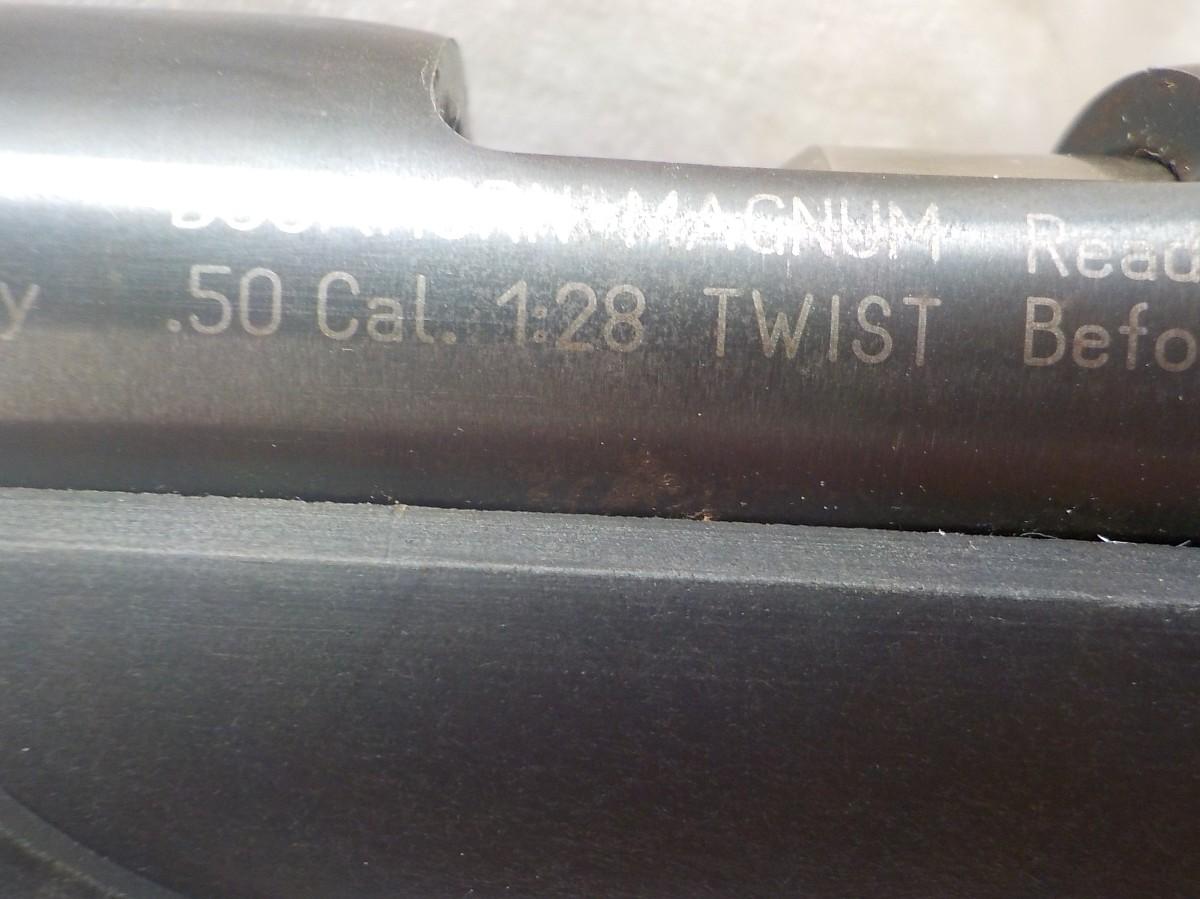 MAGNUM Read
y .50 Cal. 1:28 TWIST Befo